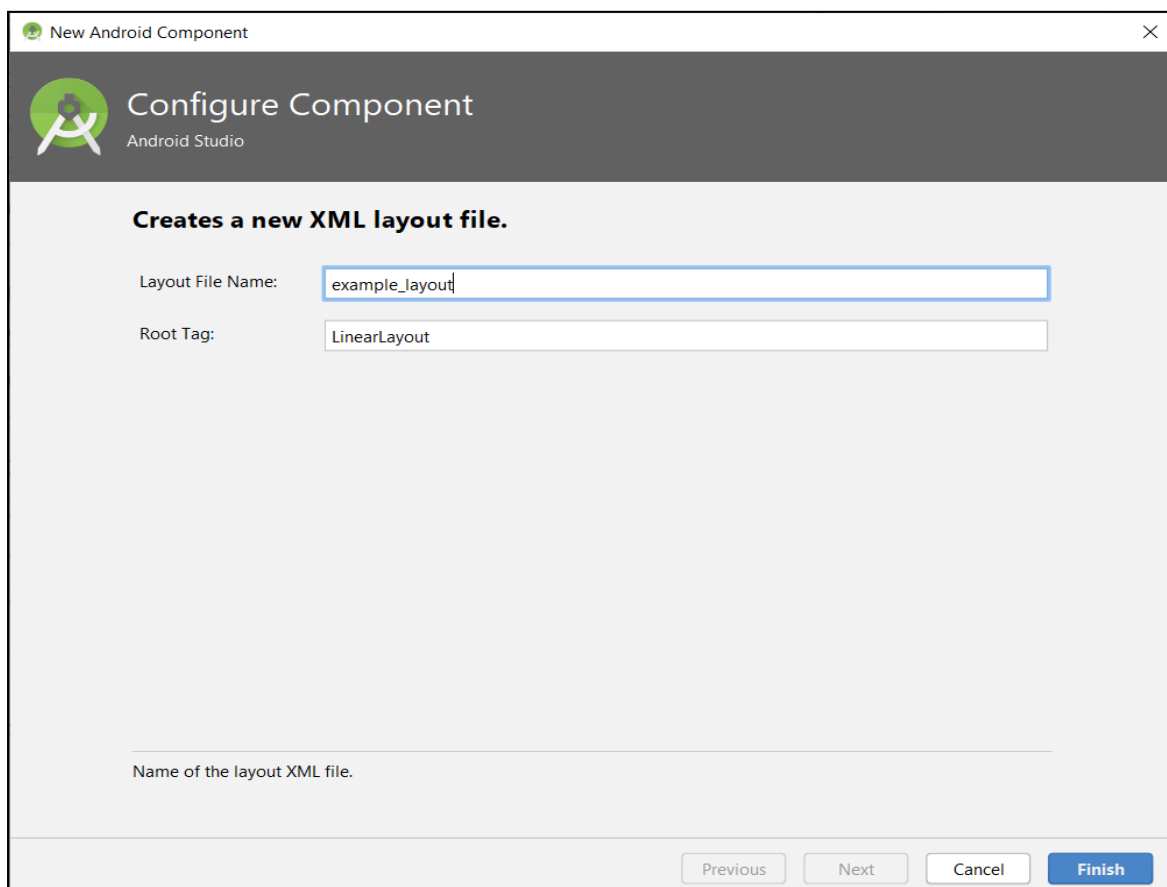 New Android Component
Configure Component
Android Studio
Creates a new XML layout file.
Layout File Name:
example_layout
Root Tag:
LinearLayout
Name of the layout XML file.
Previous
Next
Cancel
Finish